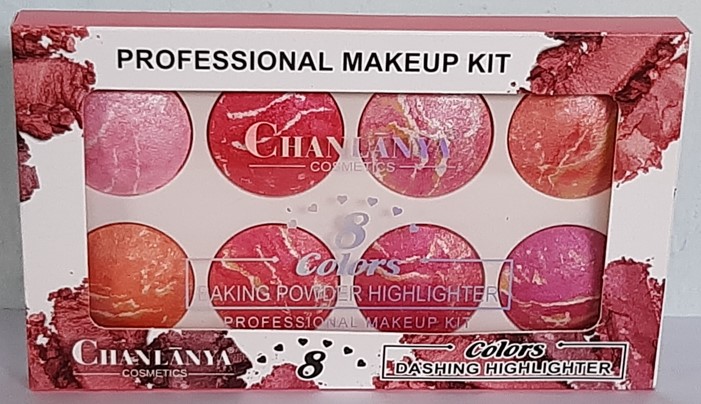 PROFESSIONAL MAKEUP KIT
CHANLANYA
COSMETICS
8
Colors
BAKING POWDER HIGHLIGHTER
PROFESSIONAL MAKEUP KIT
CHANLANYA
COSMETICS
8
Colors
DASHING HIGHLIGHTER